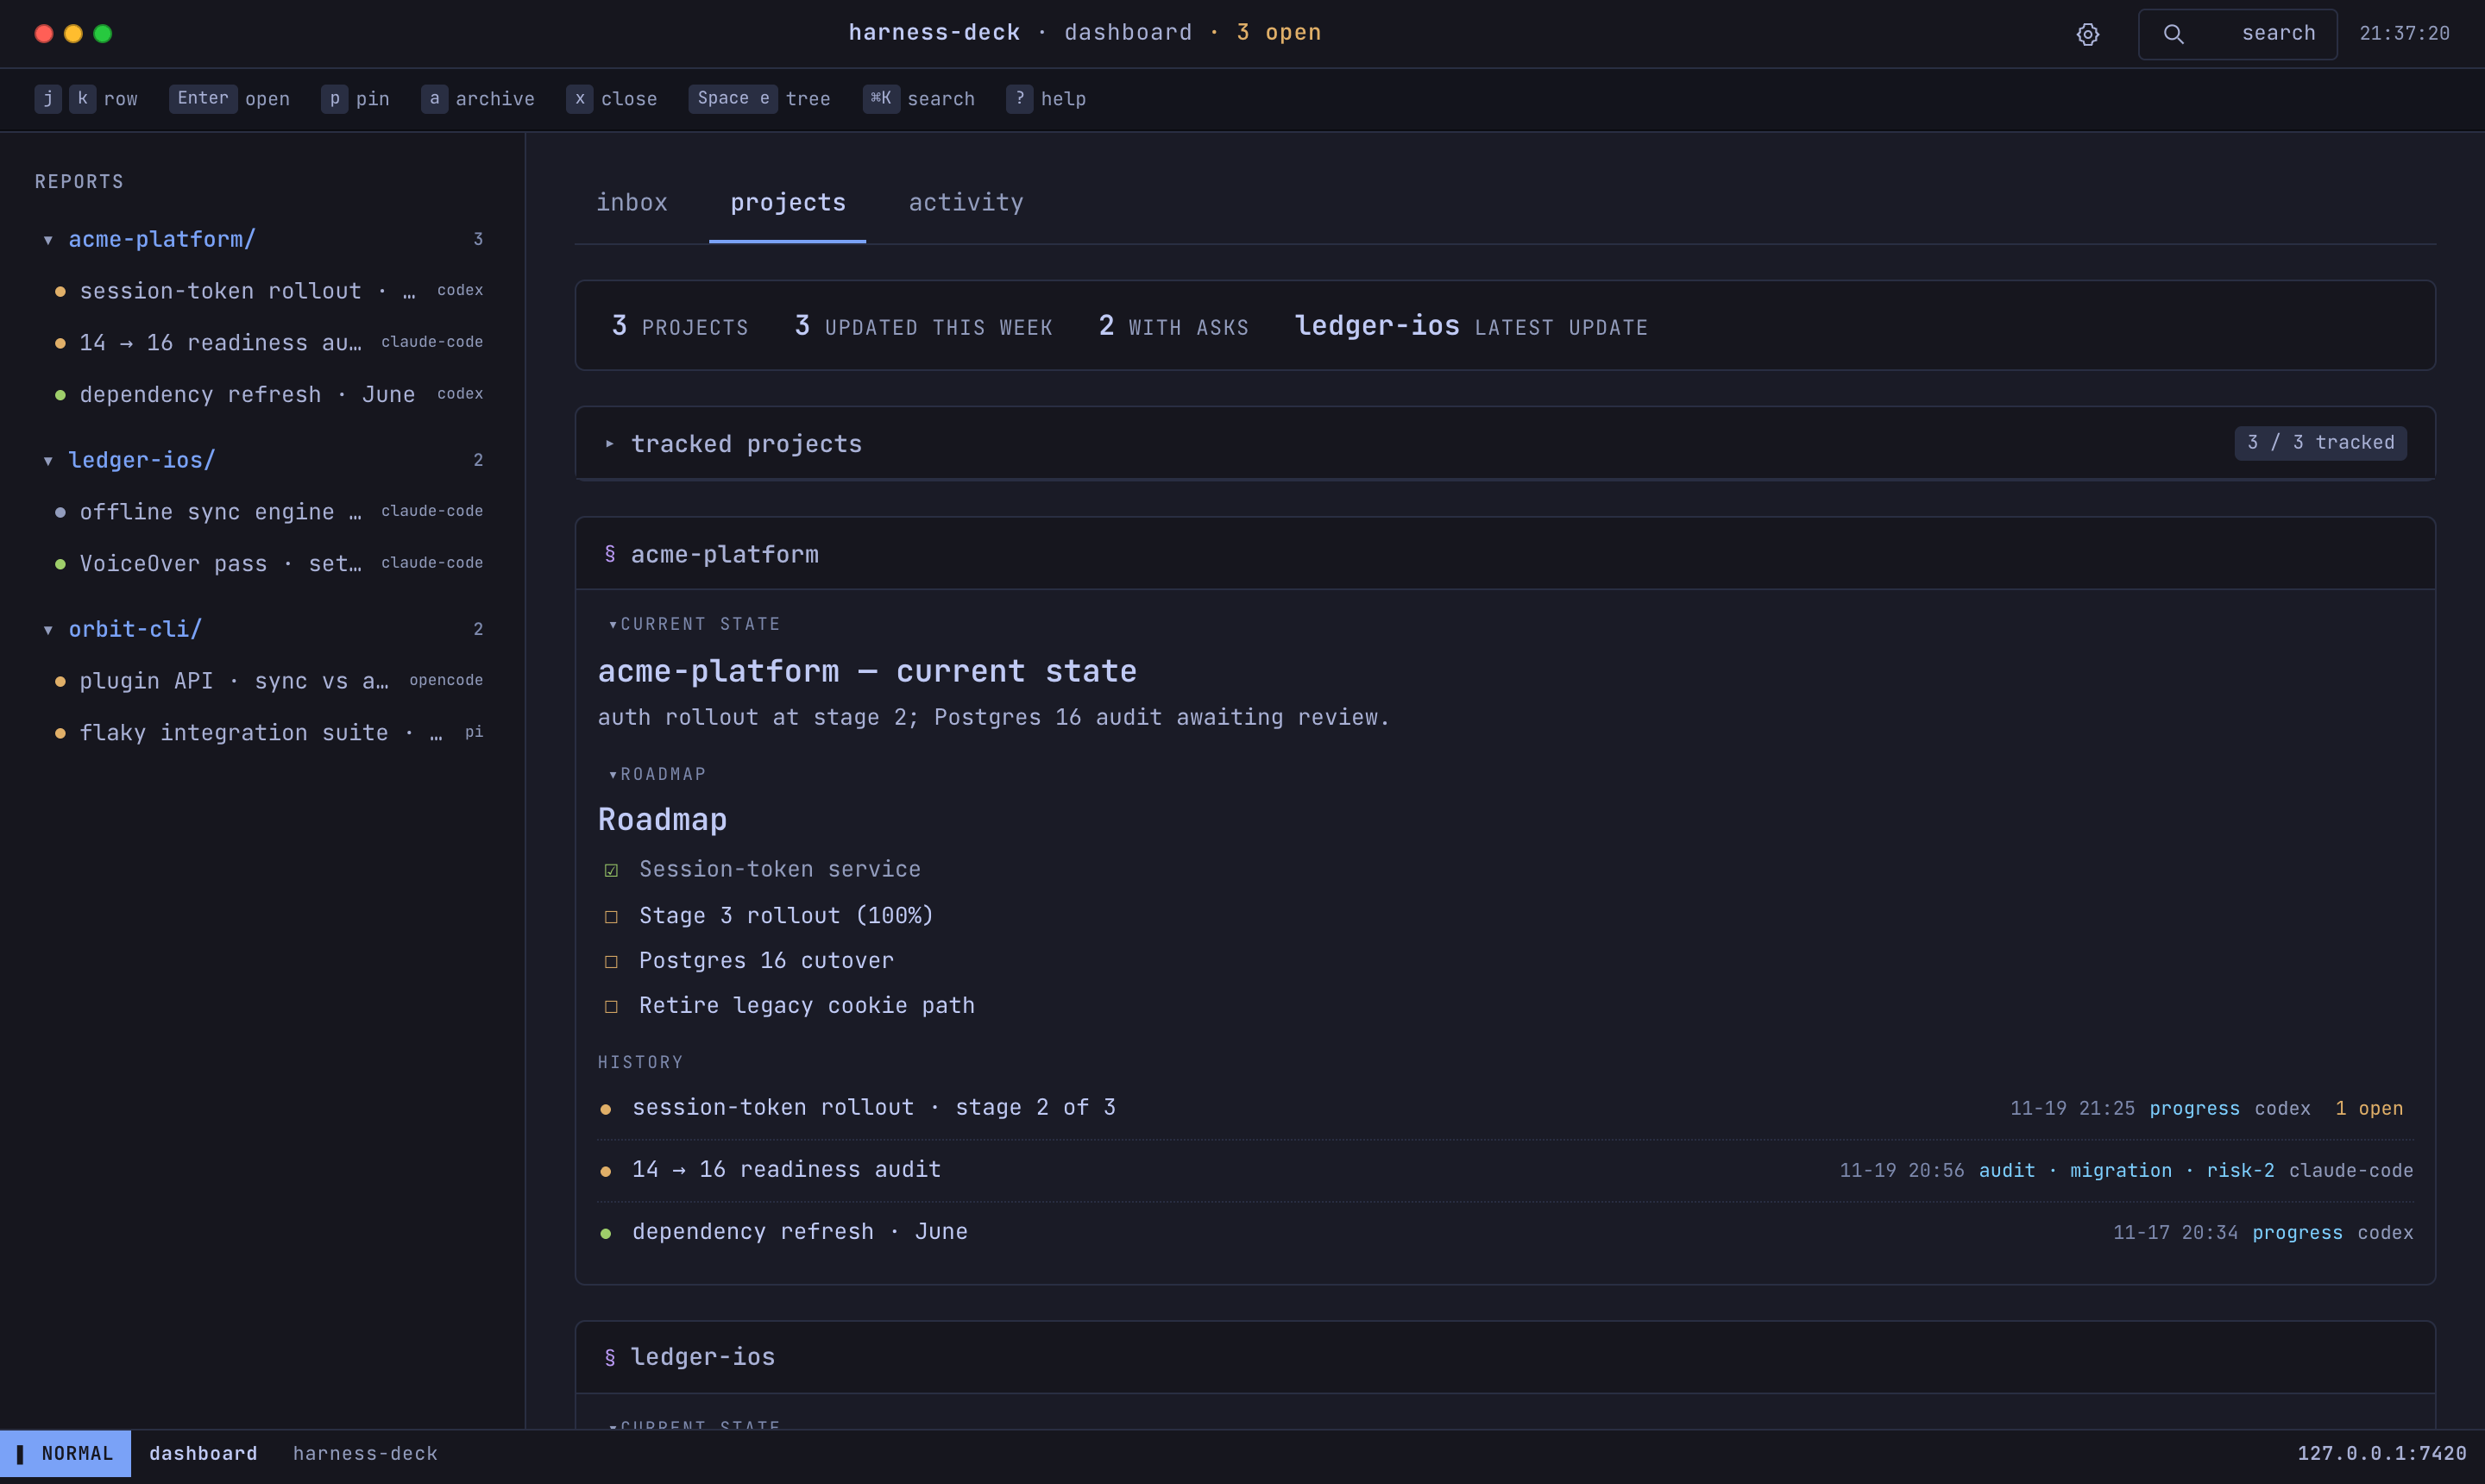 harness-deck · dashboard · 3 open
search
21:37:20
j k row Enter open p pin a archive x close Space e tree ⌘K search ? help
REPORTS
▾ acme-platform/ 3
session-token rollout · … codex
14 → 16 readiness au… claude-code
dependency refresh · June codex
▾ ledger-ios/ 2
offline sync engine … claude-code
VoiceOver pass · set… claude-code
▾ orbit-cli/ 2
plugin API · sync vs a… opencode
flaky integration suite · … pi
inbox projects activity
3 PROJECTS 3 UPDATED THIS WEEK 2 WITH ASKS ledger-ios LATEST UPDATE
▸ tracked projects 3 / 3 tracked
§ acme-platform
▾CURRENT STATE
acme-platform — current state
auth rollout at stage 2; Postgres 16 audit awaiting review.
▾ROADMAP
Roadmap
☑ Session-token service
☐ Stage 3 rollout (100%)
☐ Postgres 16 cutover
☐ Retire legacy cookie path
HISTORY
session-token rollout · stage 2 of 3 11-19 21:25 progress codex 1 open
14 → 16 readiness audit 11-19 20:56 audit · migration · risk-2 claude-code
dependency refresh · June 11-17 20:34 progress codex
§ ledger-ios
▾CURRENT STATE
NORMAL dashboard harness-deck 127.0.0.1:7420